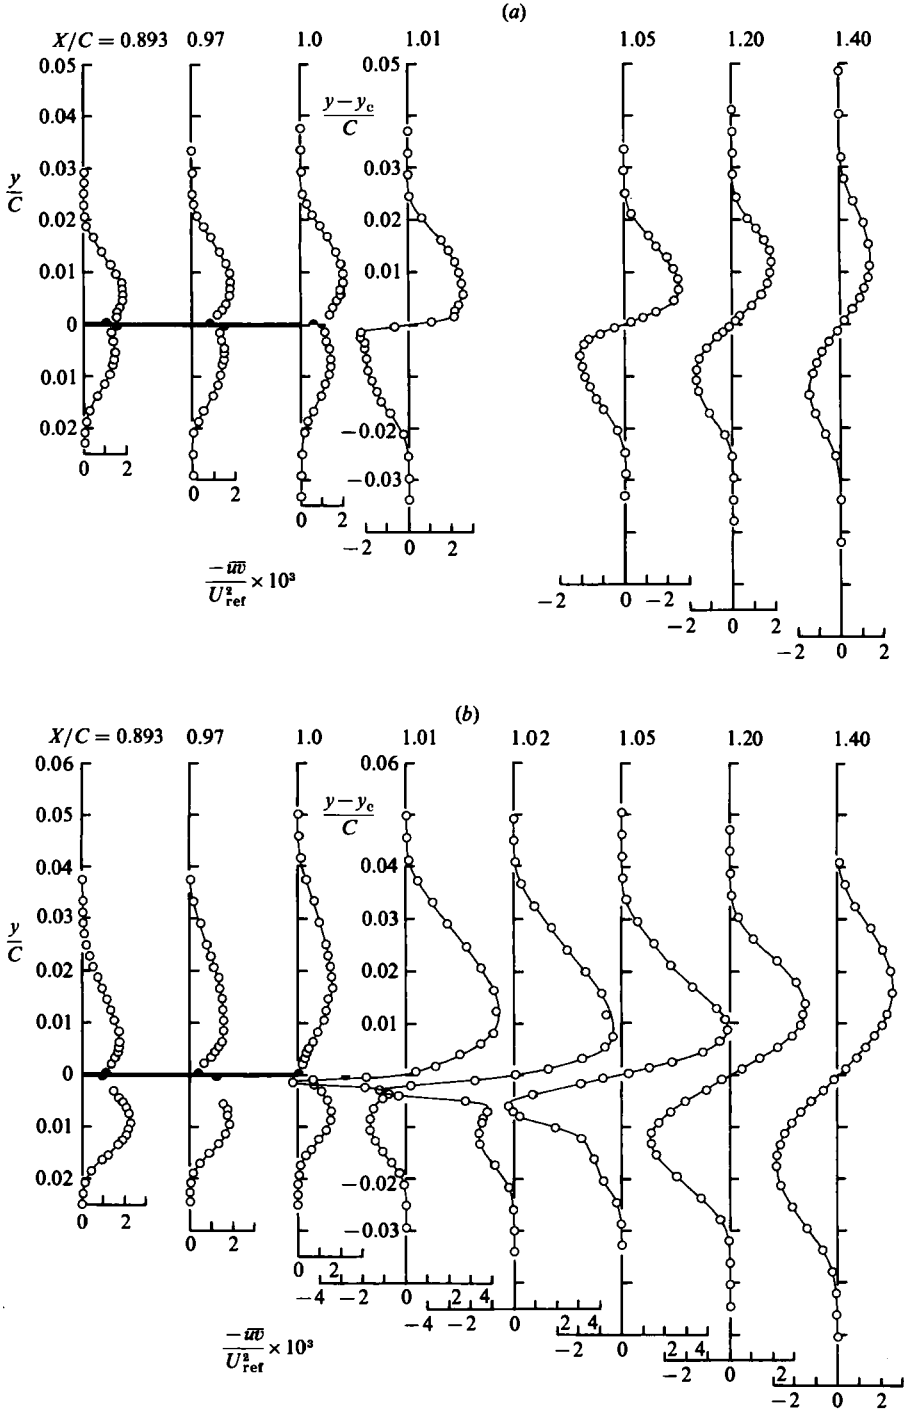 (a)
X/C = 0.893 0.97 1.0 1.01 1.05 1.20 1.40
0.05 0.05
0.04 y − y_c / C 0.04
0.03 0.03
y/C
0.02 0.02
0.01 0.01
0 0
0.01
0.02 −0.02
0 2 −0.03
0 2
0 2
−2 0 2
−uv / U²ref × 10³
−2 0 −2
−2 0 2
−2 0 2
(b)
X/C = 0.893 0.97 1.0 1.01 1.02 1.05 1.20 1.40
0.06 0.06
0.05 y − y_c / C
0.04 0.04
0.03 0.03
y/C
0.02 0.02
0.01 0.01
0
0.01
0.02 −0.02
0 2 −0.03
0 2
0 2
−4 −2 0 2 4
−4 −2 0 2 4
−2 0 2 4
−2 0 2
−2 0 2
−uv / U²ref × 10³